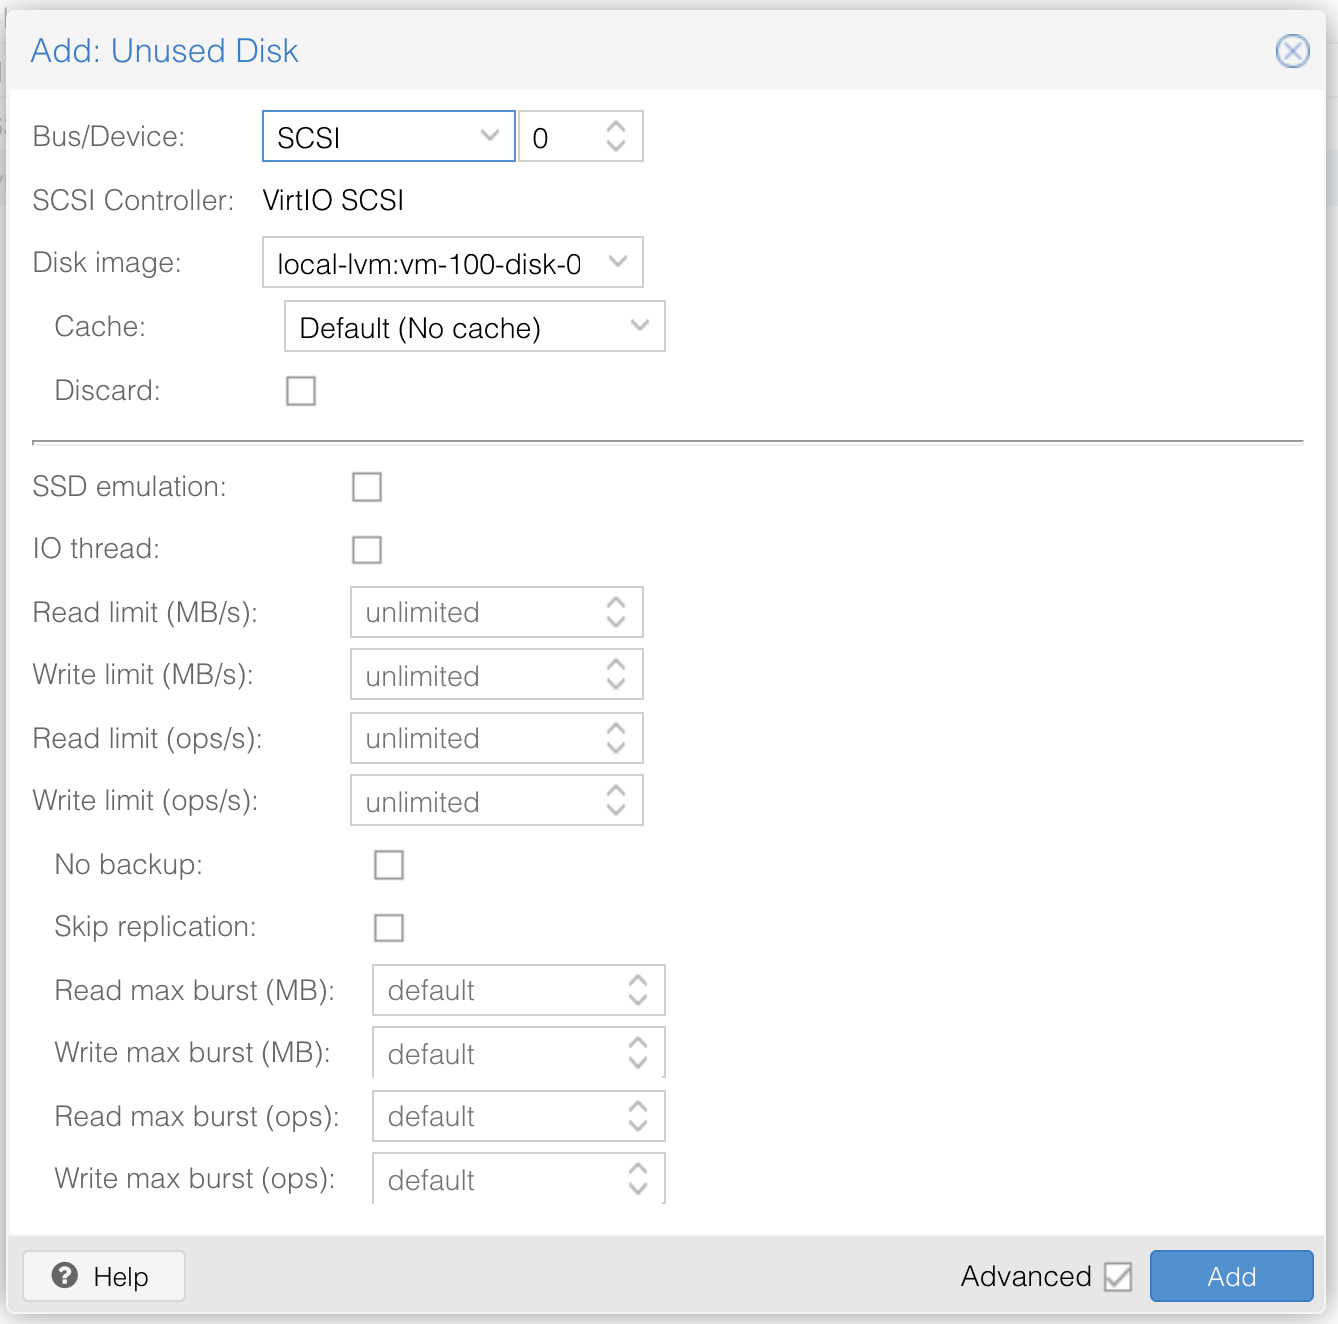 Add: Unused Disk
Bus/Device: SCSI 0
SCSI Controller: VirtIO SCSI
Disk image: local-lvm:vm-100-disk-0
Cache: Default (No cache)
Discard:
SSD emulation:
IO thread:
Read limit (MB/s): unlimited
Write limit (MB/s): unlimited
Read limit (ops/s): unlimited
Write limit (ops/s): unlimited
No backup:
Skip replication:
Read max burst (MB): default
Write max burst (MB): default
Read max burst (ops): default
Write max burst (ops): default
? Help Advanced Add